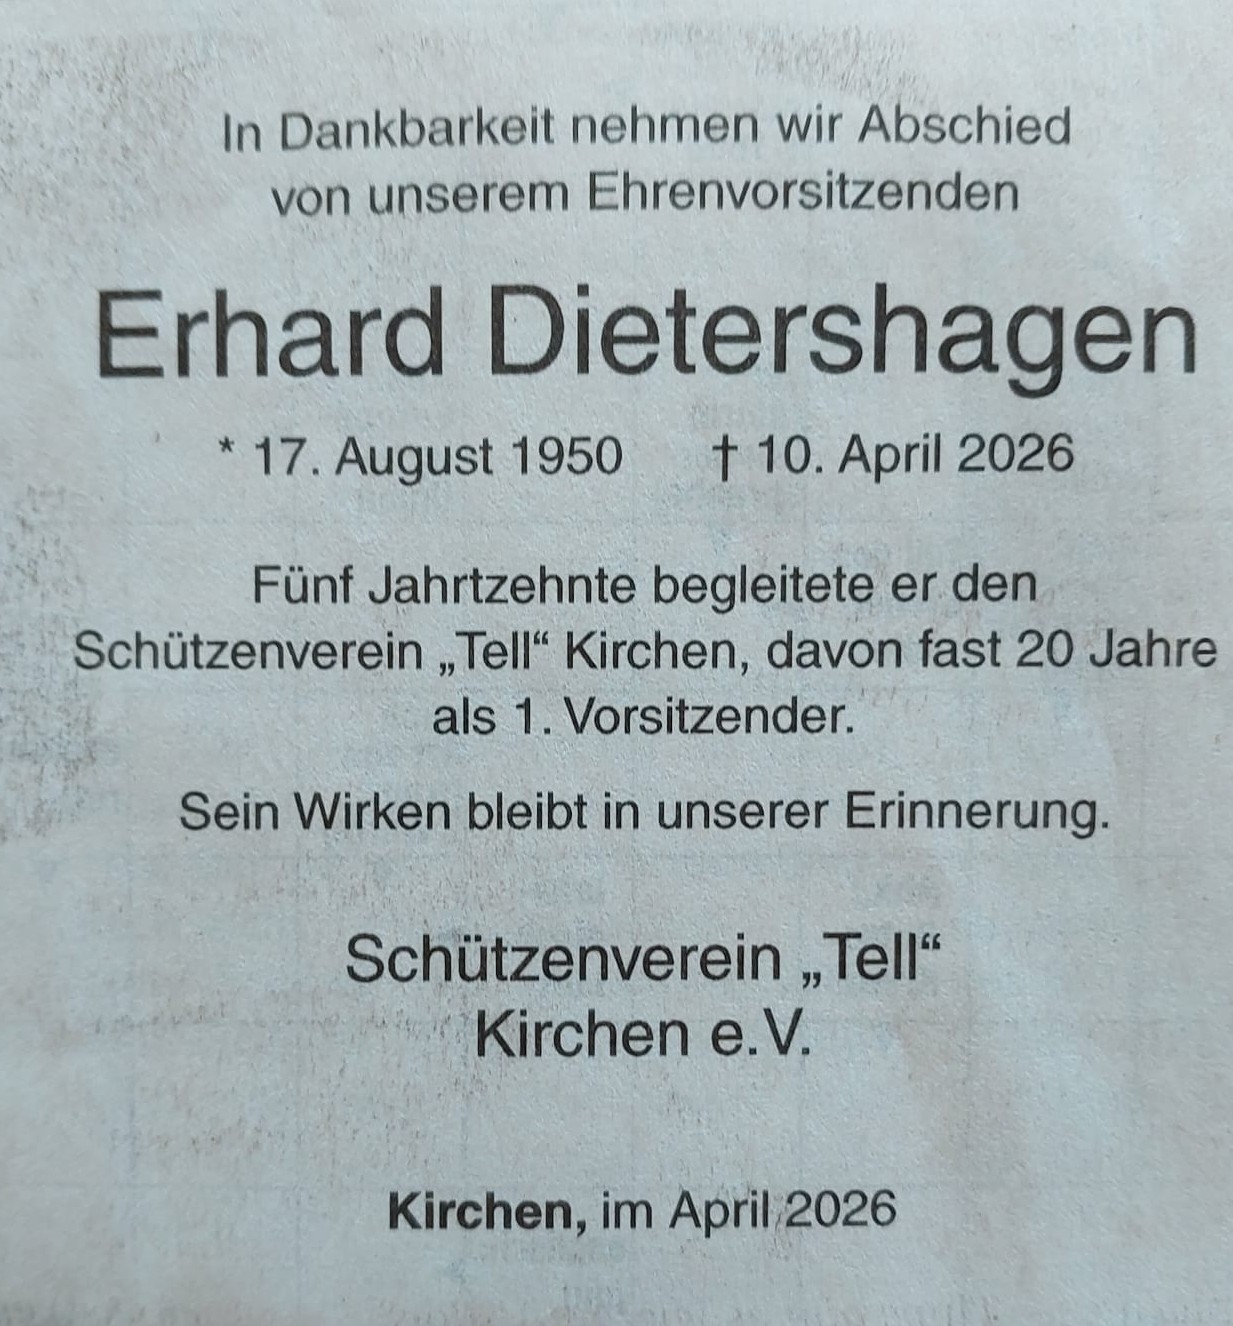 In Dankbarkeit nehmen wir Abschied
von unserem Ehrenvorsitzenden
Erhard Dietershagen
* 17. August 1950 † 10. April 2026
Fünf Jahrtzehnte begleitete er den
Schützenverein „Tell“ Kirchen, davon fast 20 Jahre
als 1. Vorsitzender.
Sein Wirken bleibt in unserer Erinnerung.
Schützenverein „Tell“
Kirchen e.V.
Kirchen, im April 2026